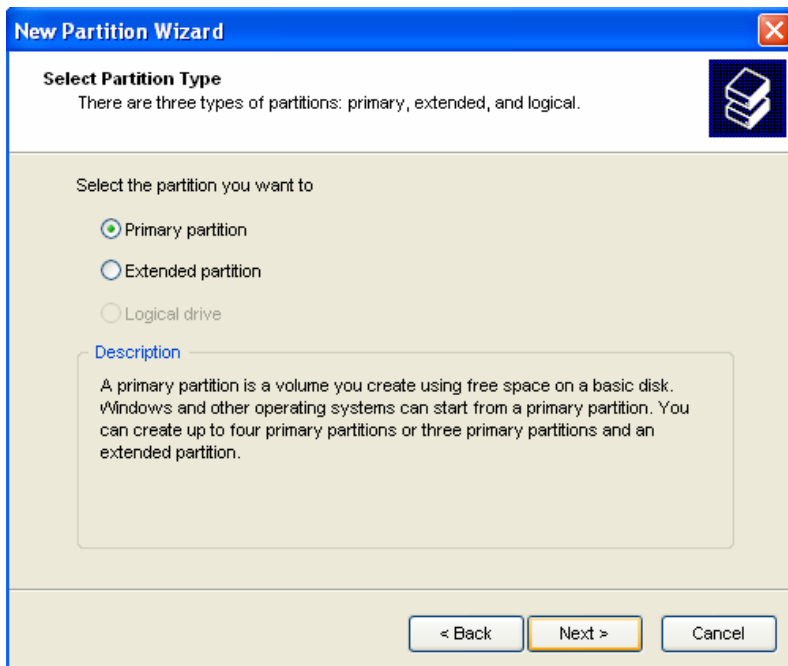 New Partition Wizard
Select Partition Type
There are three types of partitions: primary, extended, and logical.
Select the partition you want to
Primary partition
Extended partition
Logical drive
Description
A primary partition is a volume you create using free space on a basic disk.
Windows and other operating systems can start from a primary partition. You
can create up to four primary partitions or three primary partitions and an
extended partition.
< Back
Next >
Cancel